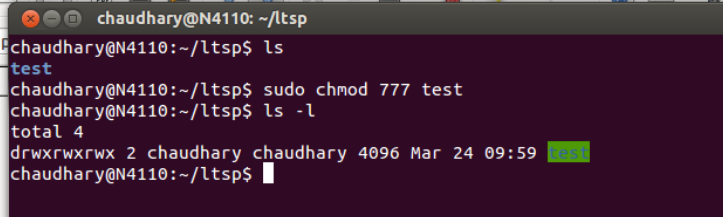 chaudhary@N4110: ~/ltsp
chaudhary@N4110:~/ltsp$ ls
test
chaudhary@N4110:~/ltsp$ sudo chmod 777 test
chaudhary@N4110:~/ltsp$ ls -l
total 4
drwxrwxrwx 2 chaudhary chaudhary 4096 Mar 24 09:59 test
chaudhary@N4110:~/ltsp$